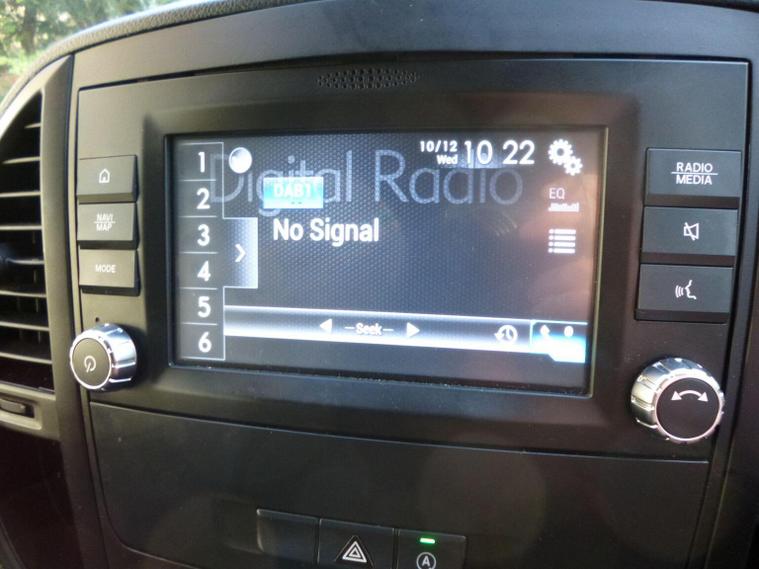 10/12
Wed 10 22
Digital Radio
DAB1
EQ
No Signal
Seek
1
2
3
4
5
6
NAVI
MAP
MODE
RADIO
MEDIA
A